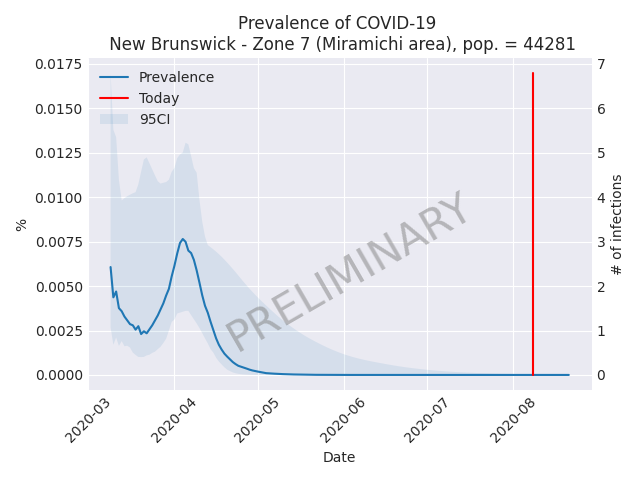 Prevalence of COVID-19
New Brunswick - Zone 7 (Miramichi area), pop. = 44281
0.0175
0.0150
0.0125
0.0100
0.0075
0.0050
0.0025
0.0000
%
Prevalence
Today
95CI
PRELIMINARY
7
6
5
4
3
2
1
0
# of infections
2020-03
2020-04
2020-05
2020-06
2020-07
2020-08
Date